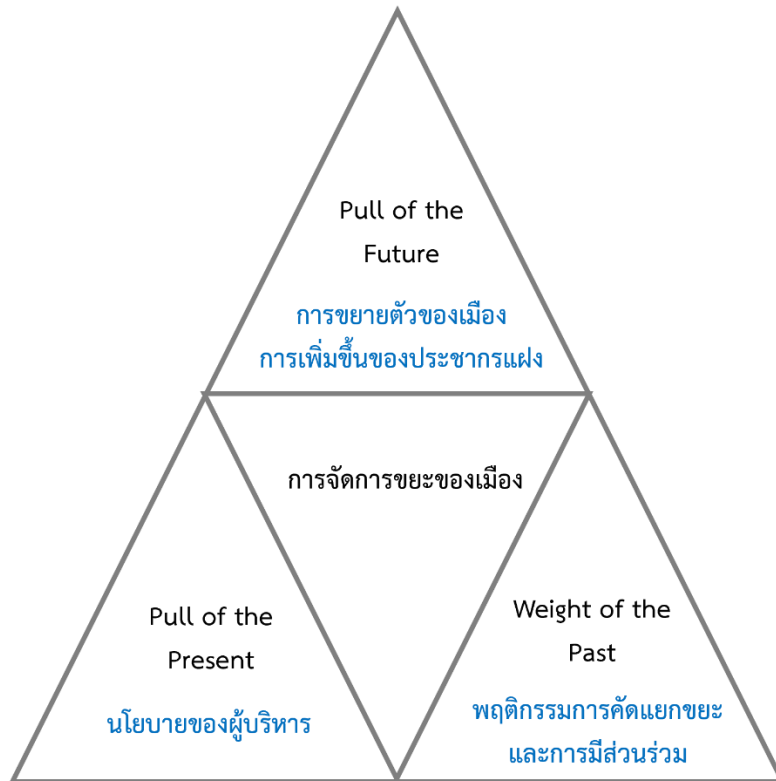 Pull of the
Future
การขยายตัวของเมือง
การเพิ่มขึ้นของประชากรแฝง
การจัดการขยะของเมือง
Pull of the
Present
นโยบายของผู้บริหาร
Weight of the
Past
พฤติกรรมการคัดแยกขยะ
และการมีส่วนร่วม